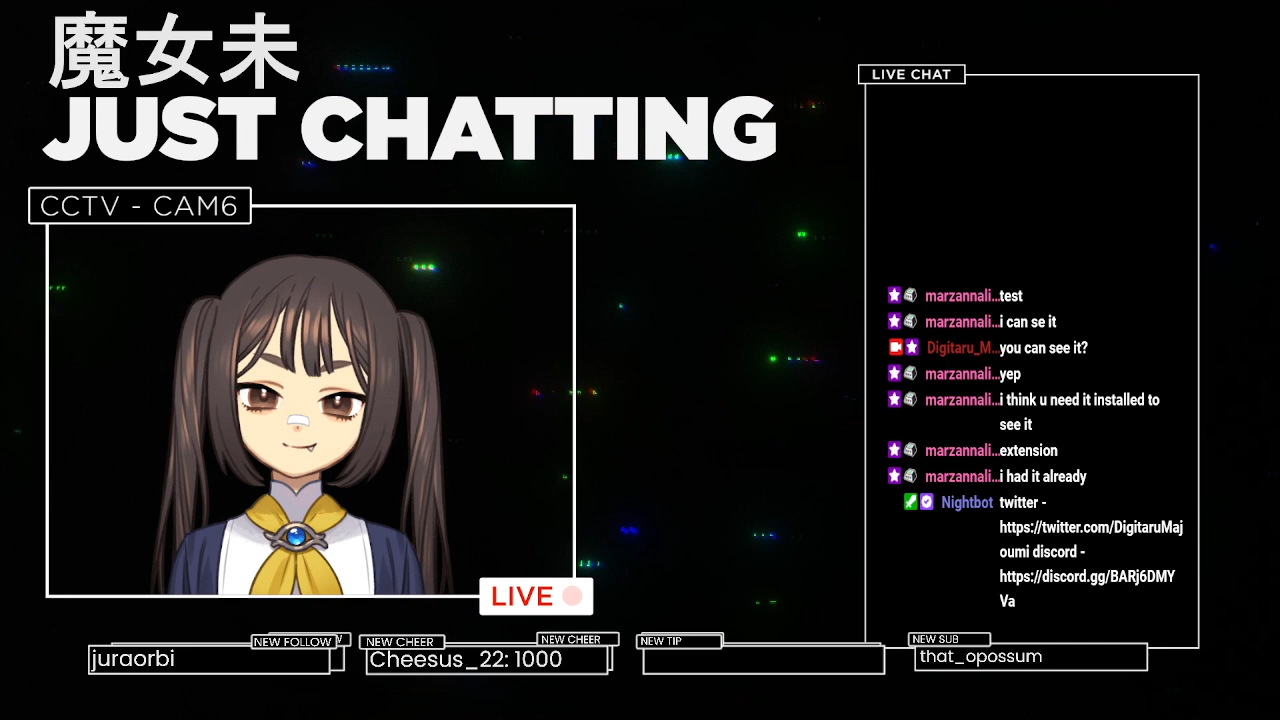 魔女未
JUST CHATTING
LIVE CHAT
CCTV - CAM6
marzannali...test
marzannali...i can se it
Digitaru_M...you can see it?
marzannali...yep
marzannali...i think u need it installed to
see it
marzannali...extension
marzannali...i had it already
Nightbot twitter -
https://twitter.com/DigitaruMaj
oumi discord -
https://discord.gg/BARj6DMY
Va
LIVE
NEW FOLLOW
juraorbi
NEW CHEER
NEW CHEER
Cheesus_22: 1000
NEW TIP
NEW SUB
that_opossum